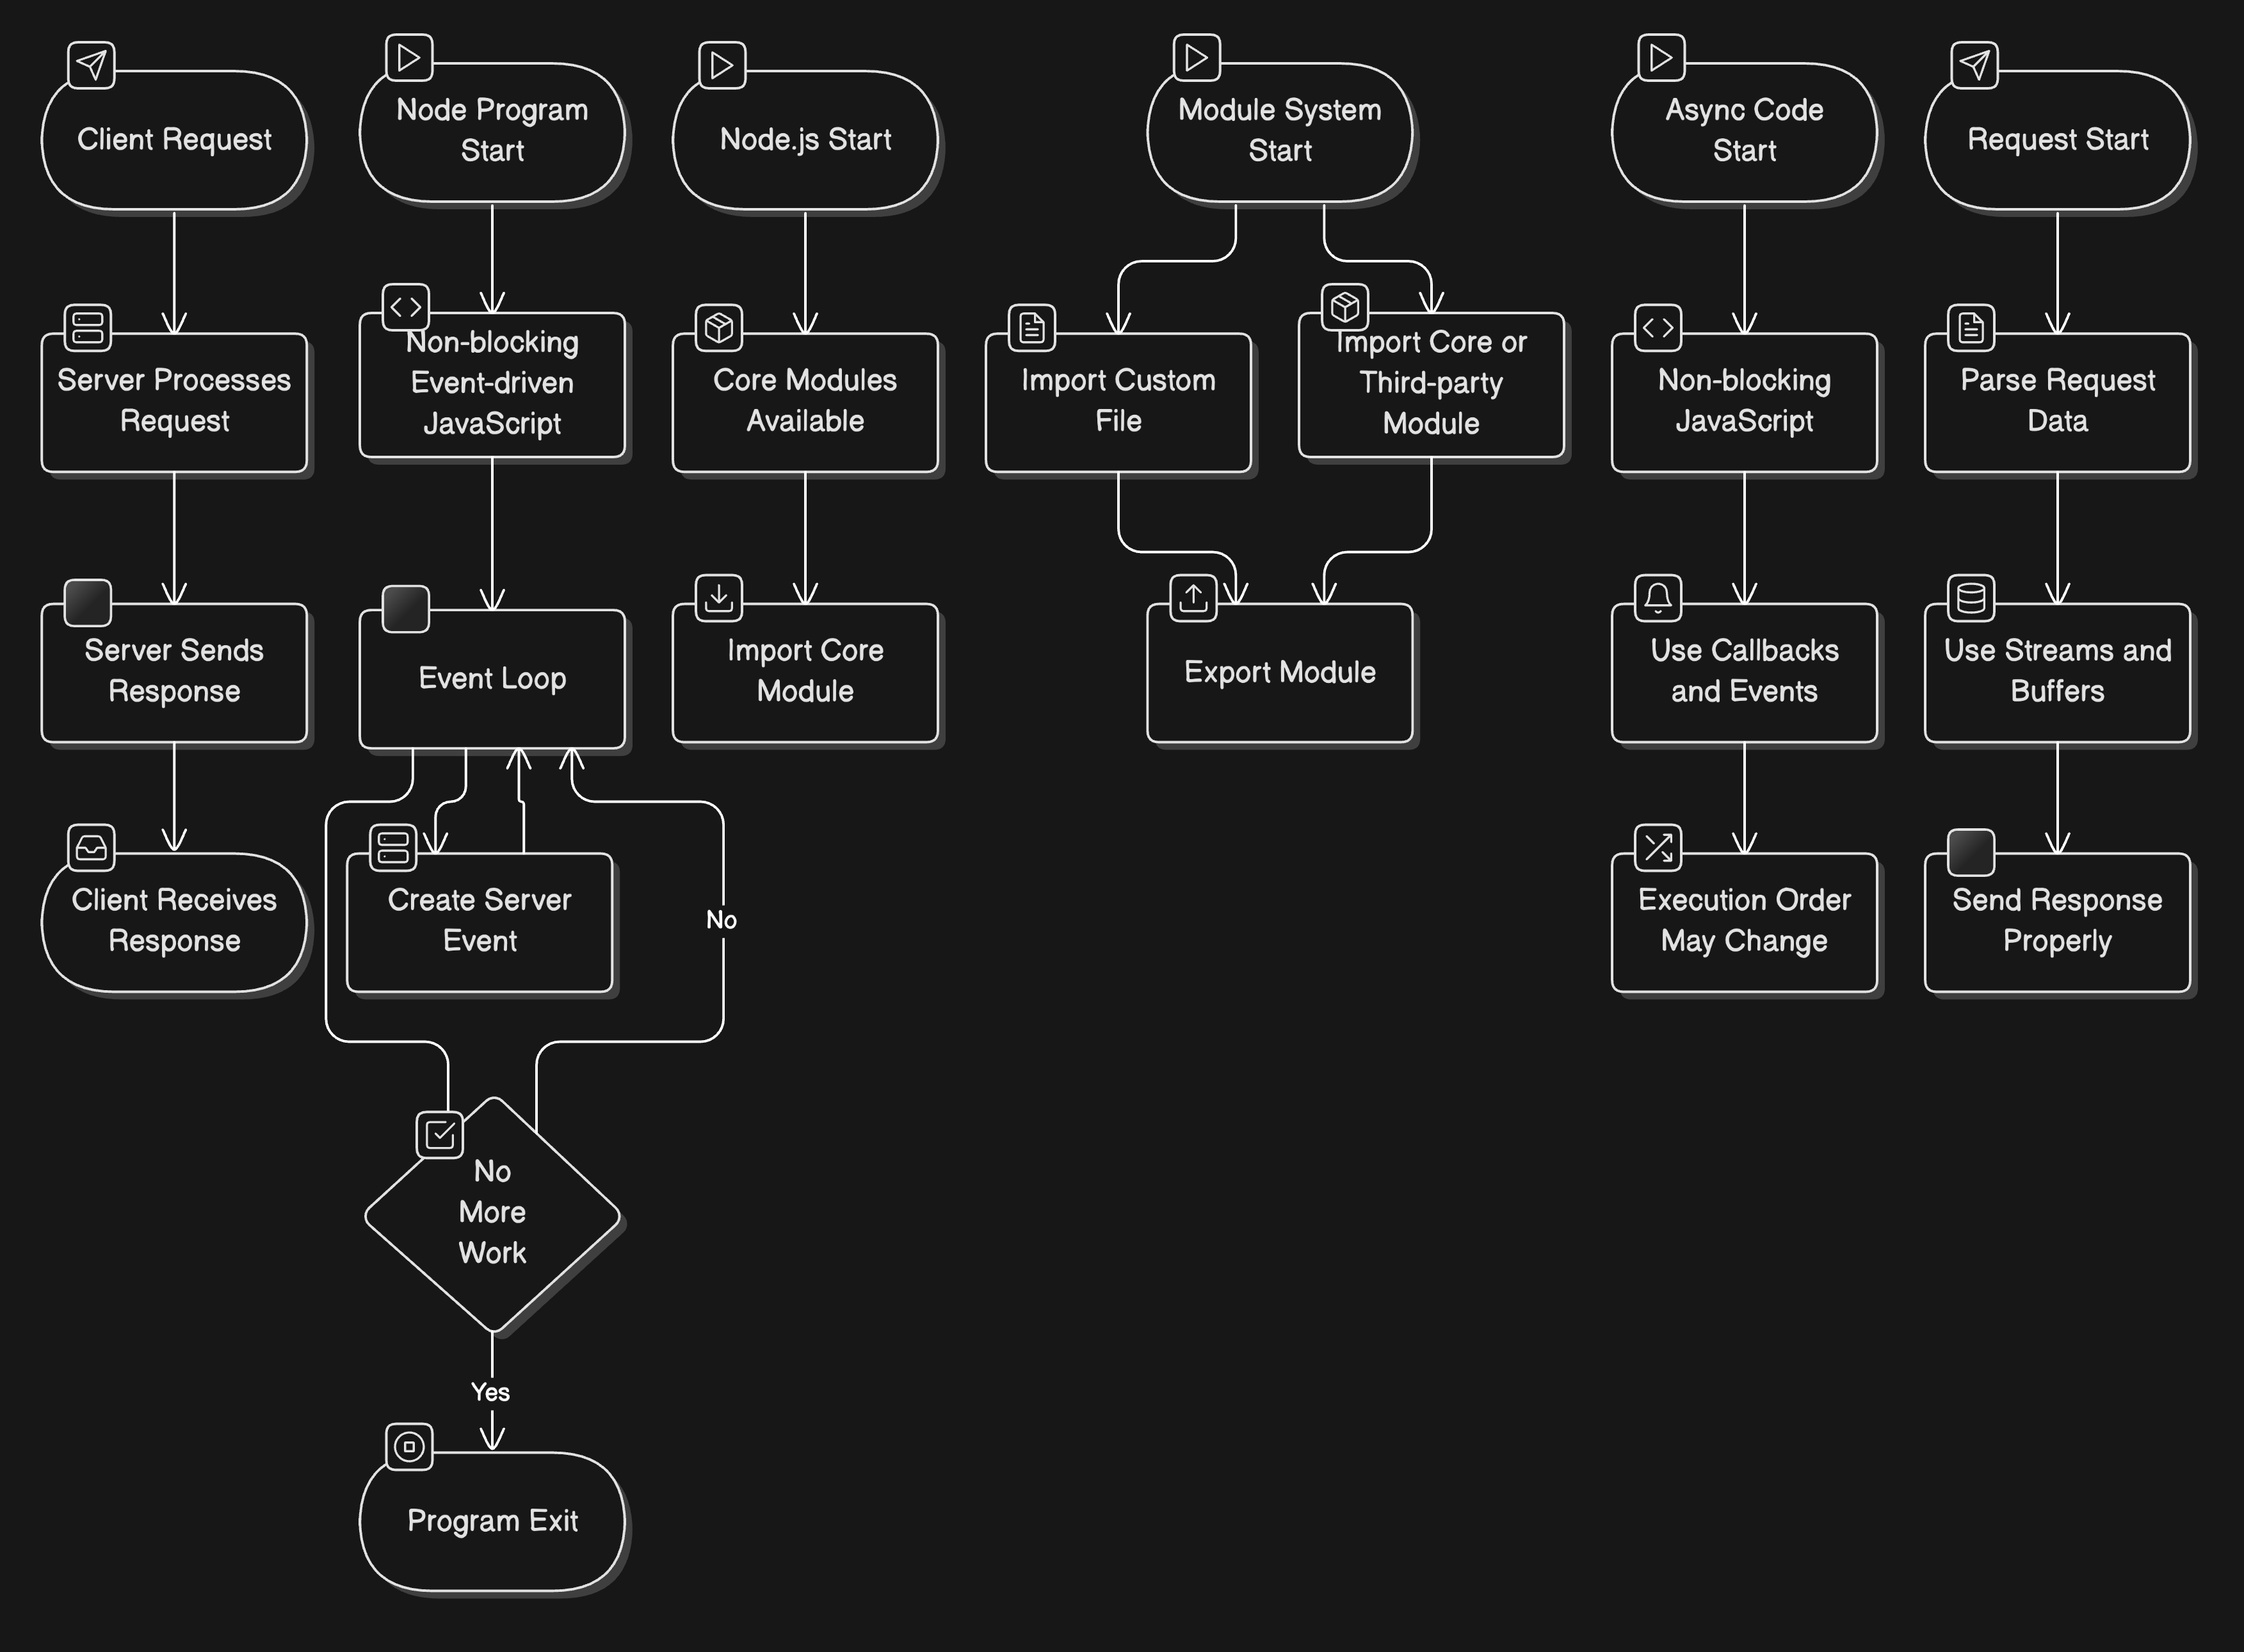 Client Request
Server Processes
Request
Server Sends
Response
Client Receives
Response
Node Program
Start
Non-blocking
Event-driven
JavaScript
Event Loop
Create Server
Event
No
No
More
Work
Yes
Program Exit
Node.js Start
Core Modules
Available
Import Core
Module
Module System
Start
Import Custom
File
Import Core or
Third-party
Module
Export Module
Async Code
Start
Non-blocking
JavaScript
Use Callbacks
and Events
Execution Order
May Change
Request Start
Parse Request
Data
Use Streams and
Buffers
Send Response
Properly